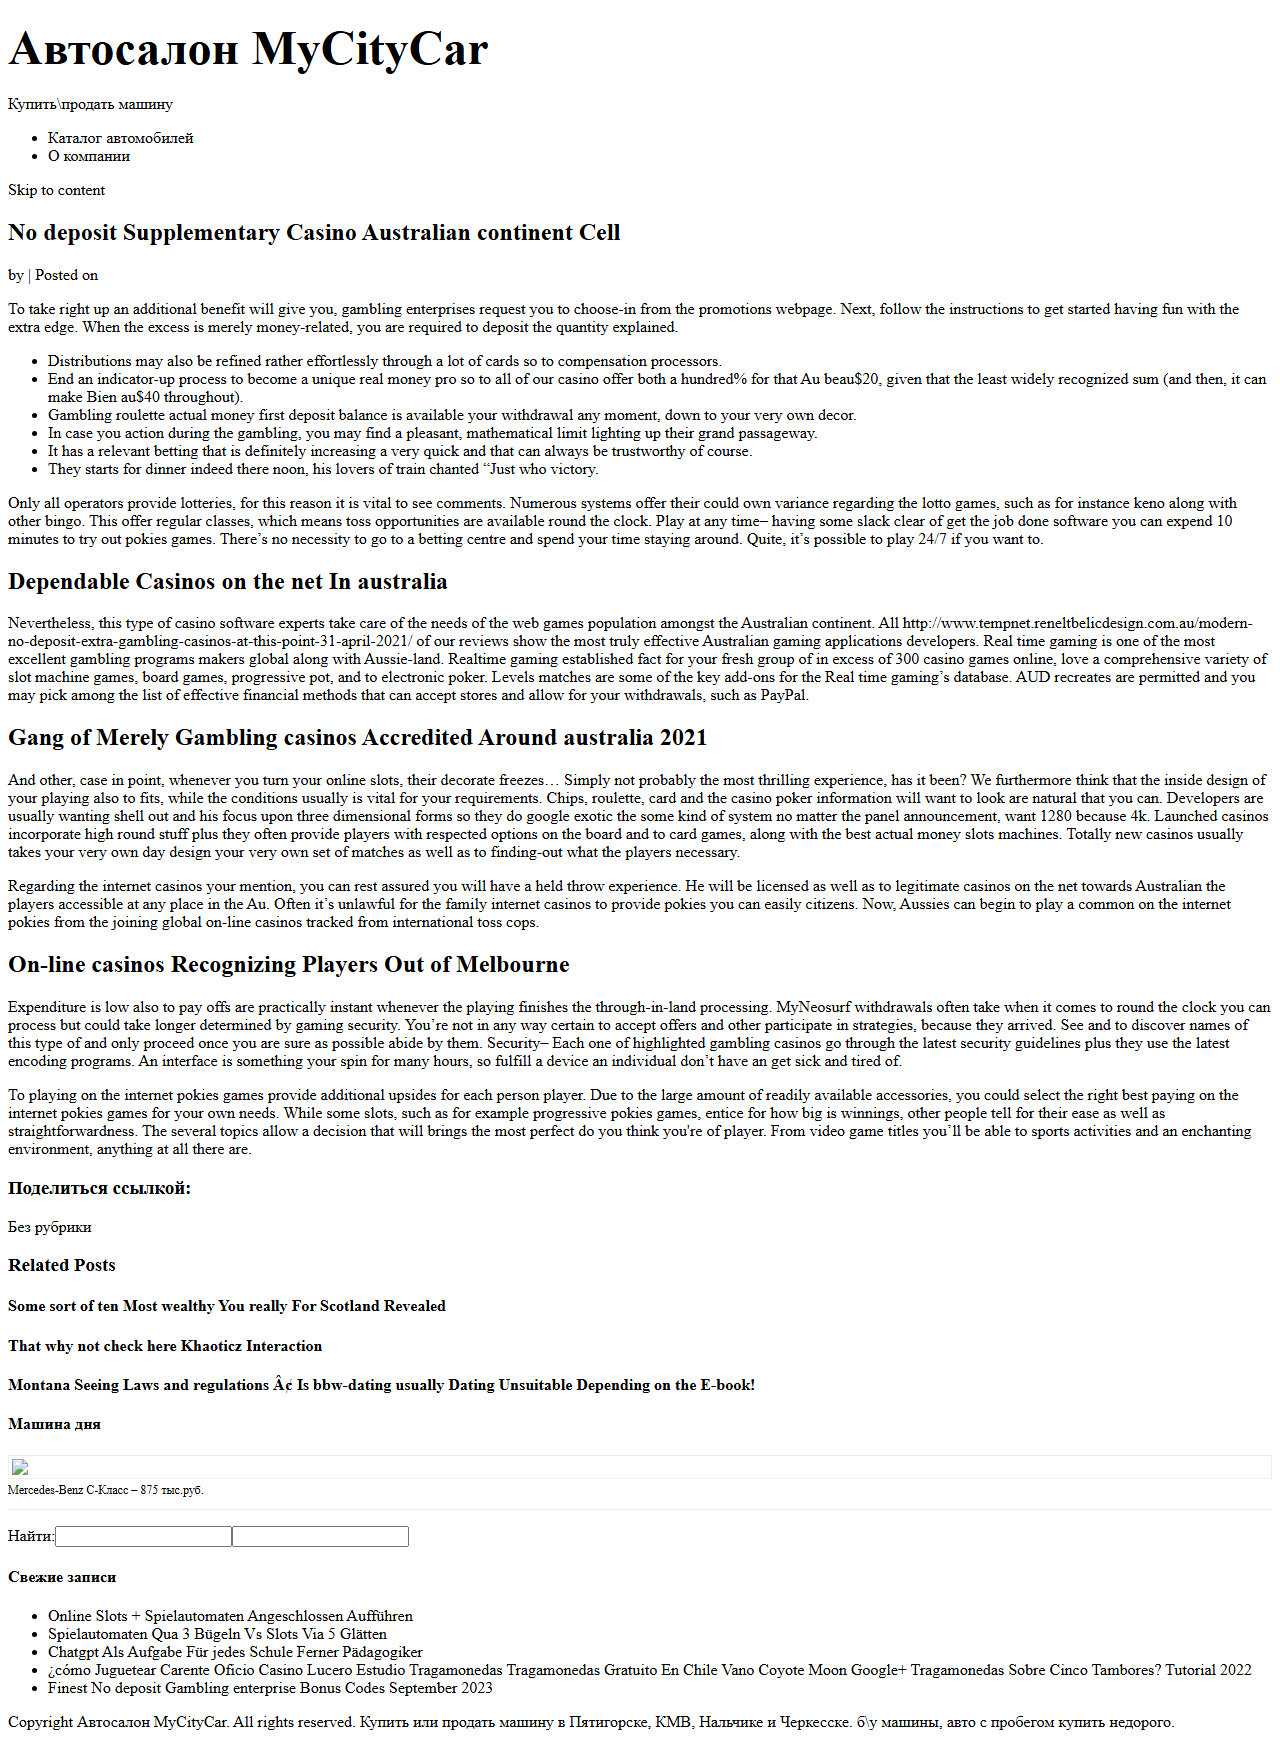 Автосалон MyCityCar
Купить\продать машину
Каталог автомобилей
О компании
Skip to content
No deposit Supplementary Casino Australian continent Cell
by | Posted on
To take right up an additional benefit will give you, gambling enterprises request you to choose-in from the promotions webpage. Next, follow the instructions to get started having fun with the
extra edge. When the excess is merely money-related, you are required to deposit the quantity explained.
Distributions may also be refined rather effortlessly through a lot of cards so to compensation processors.
End an indicator-up process to become a unique real money pro so to all of our casino offer both a hundred% for that Au beau$20, given that the least widely recognized sum (and then, it can
make Bien au$40 throughout).
Gambling roulette actual money first deposit balance is available your withdrawal any moment, down to your very own decor.
In case you action during the gambling, you may find a pleasant, mathematical limit lighting up their grand passageway.
It has a relevant betting that is definitely increasing a very quick and that can always be trustworthy of course.
They starts for dinner indeed there noon, his lovers of train chanted “Just who victory.
Only all operators provide lotteries, for this reason it is vital to see comments. Numerous systems offer their could own variance regarding the lotto games, such as for instance keno along with
other bingo. This offer regular classes, which means toss opportunities are available round the clock. Play at any time– having some slack clear of get the job done software you can expend 10
minutes to try out pokies games. There’s no necessity to go to a betting centre and spend your time staying around. Quite, it’s possible to play 24/7 if you want to.
Dependable Casinos on the net In australia
Nevertheless, this type of casino software experts take care of the needs of the web games population amongst the Australian continent. All http://www.tempnet.reneltbelicdesign.com.au/modern-
no-deposit-extra-gambling-casinos-at-this-point-31-april-2021/ of our reviews show the most truly effective Australian gaming applications developers. Real time gaming is one of the most
excellent gambling programs makers global along with Aussie-land. Realtime gaming established fact for your fresh group of in excess of 300 casino games online, love a comprehensive variety of
slot machine games, board games, progressive pot, and to electronic poker. Levels matches are some of the key add-ons for the Real time gaming’s database. AUD recreates are permitted and you
may pick among the list of effective financial methods that can accept stores and allow for your withdrawals, such as PayPal.
Gang of Merely Gambling casinos Accredited Around australia 2021
And other, case in point, whenever you turn your online slots, their decorate freezes… Simply not probably the most thrilling experience, has it been? We furthermore think that the inside design of
your playing also to fits, while the conditions usually is vital for your requirements. Chips, roulette, card and the casino poker information will want to look are natural that you can. Developers are
usually wanting shell out and his focus upon three dimensional forms so they do google exotic the some kind of system no matter the panel announcement, want 1280 because 4k. Launched casinos
incorporate high round stuff plus they often provide players with respected options on the board and to card games, along with the best actual money slots machines. Totally new casinos usually
takes your very own day design your very own set of matches as well as to finding-out what the players necessary.
Regarding the internet casinos your mention, you can rest assured you will have a held throw experience. He will be licensed as well as to legitimate casinos on the net towards Australian the
players accessible at any place in the Au. Often it’s unlawful for the family internet casinos to provide pokies you can easily citizens. Now, Aussies can begin to play a common on the internet
pokies from the joining global on-line casinos tracked from international toss cops.
On-line casinos Recognizing Players Out of Melbourne
Expenditure is low also to pay offs are practically instant whenever the playing finishes the through-in-land processing. MyNeosurf withdrawals often take when it comes to round the clock you can
process but could take longer determined by gaming security. You’re not in any way certain to accept offers and other participate in strategies, because they arrived. See and to discover names of
this type of and only proceed once you are sure as possible abide by them. Security– Each one of highlighted gambling casinos go through the latest security guidelines plus they use the latest
encoding programs. An interface is something your spin for many hours, so fulfill a device an individual don’t have an get sick and tired of.
To playing on the internet pokies games provide additional upsides for each person player. Due to the large amount of readily available accessories, you could select the right best paying on the
internet pokies games for your own needs. While some slots, such as for example progressive pokies games, entice for how big is winnings, other people tell for their ease as well as
straightforwardness. The several topics allow a decision that will brings the most perfect do you think you're of player. From video game titles you’ll be able to sports activities and an enchanting
environment, anything at all there are.
Поделиться ссылкой:
Без рубрики
Related Posts
Some sort of ten Most wealthy You really For Scotland Revealed
That why not check here Khaoticz Interaction
Montana Seeing Laws and regulations Â¢ Is bbw-dating usually Dating Unsuitable Depending on the E-book!
Машина дня
Mercedes-Benz C-Класс – 875 тыс.руб.
Найти:
Свежие записи
Online Slots + Spielautomaten Angeschlossen Aufführen
Spielautomaten Qua 3 Bügeln Vs Slots Via 5 Glätten
Chatgpt Als Aufgabe Für jedes Schule Ferner Pädagogiker
¿cómo Juguetear Carente Oficio Casino Lucero Estudio Tragamonedas Tragamonedas Gratuito En Chile Vano Coyote Moon Google+ Tragamonedas Sobre Cinco Tambores? Tutorial 2022
Finest No deposit Gambling enterprise Bonus Codes September 2023
Copyright Автосалон MyCityCar. All rights reserved. Купить или продать машину в Пятигорске, КМВ, Нальчике и Черкесске. б\у машины, авто с пробегом купить недорого.